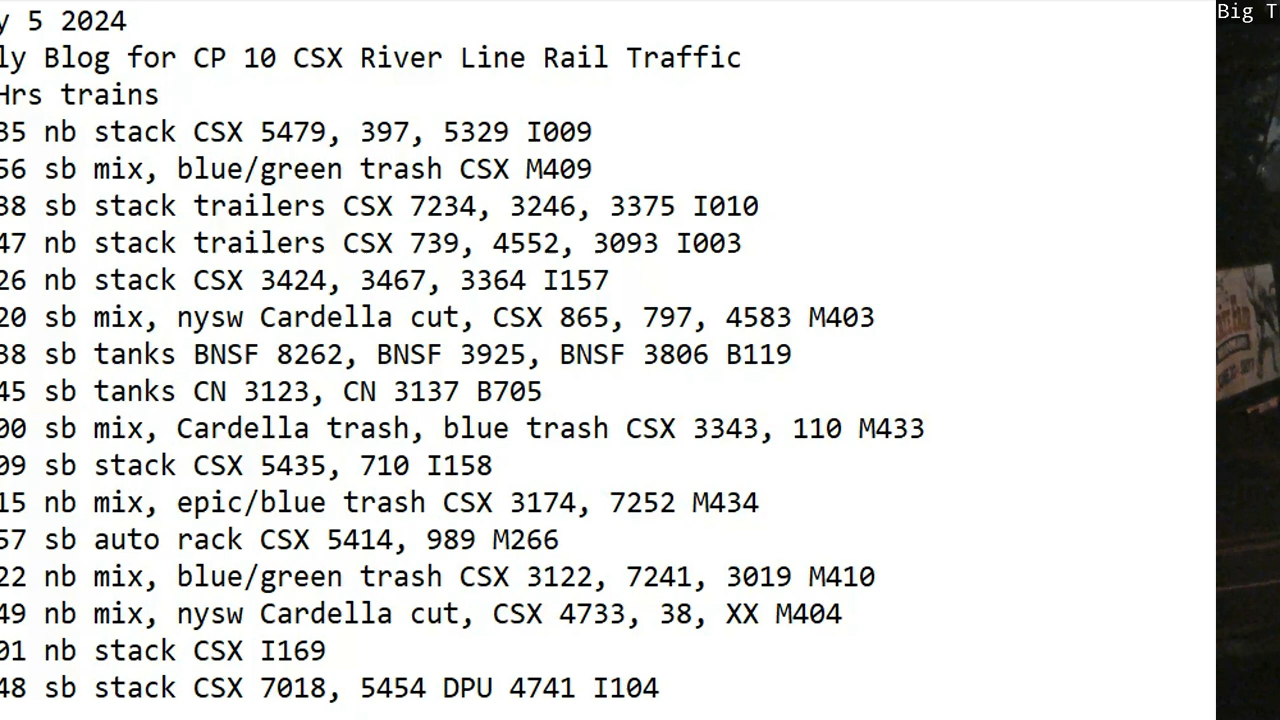 y 5 2024
ly Blog for CP 10 CSX River Line Rail Traffic
Hrs trains
35 nb stack CSX 5479, 397, 5329 I009
56 sb mix, blue/green trash CSX M409
38 sb stack trailers CSX 7234, 3246, 3375 I010
47 nb stack trailers CSX 739, 4552, 3093 I003
26 nb stack CSX 3424, 3467, 3364 I157
20 sb mix, nysw Cardella cut, CSX 865, 797, 4583 M403
38 sb tanks BNSF 8262, BNSF 3925, BNSF 3806 B119
45 sb tanks CN 3123, CN 3137 B705
00 sb mix, Cardella trash, blue trash CSX 3343, 110 M433
09 sb stack CSX 5435, 710 I158
15 nb mix, epic/blue trash CSX 3174, 7252 M434
57 sb auto rack CSX 5414, 989 M266
22 nb mix, blue/green trash CSX 3122, 7241, 3019 M410
49 nb mix, nysw Cardella cut, CSX 4733, 38, XX M404
01 nb stack CSX I169
48 sb stack CSX 7018, 5454 DPU 4741 I104
Big T